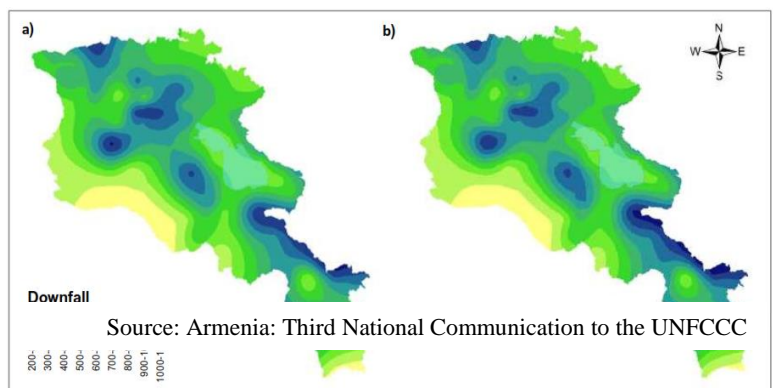 a)
b)
N
W E
S
Downfall
Source: Armenia: Third National Communication to the UNFCCC
200-
300-
400-
500-
600-
700-
800-
900-1
1000-1